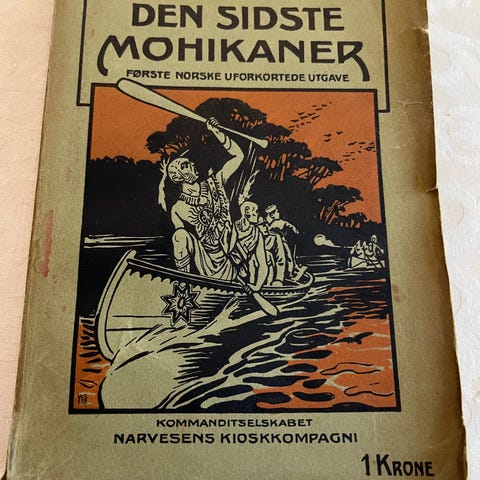 DEN SIDSTE
MOHIKANER
FØRSTE NORSKE UFORKORTEDE UTGAVE
KOMMANDITSELSKABET
NARVESENS KIOSKKOMPAGNI
1 KRONE